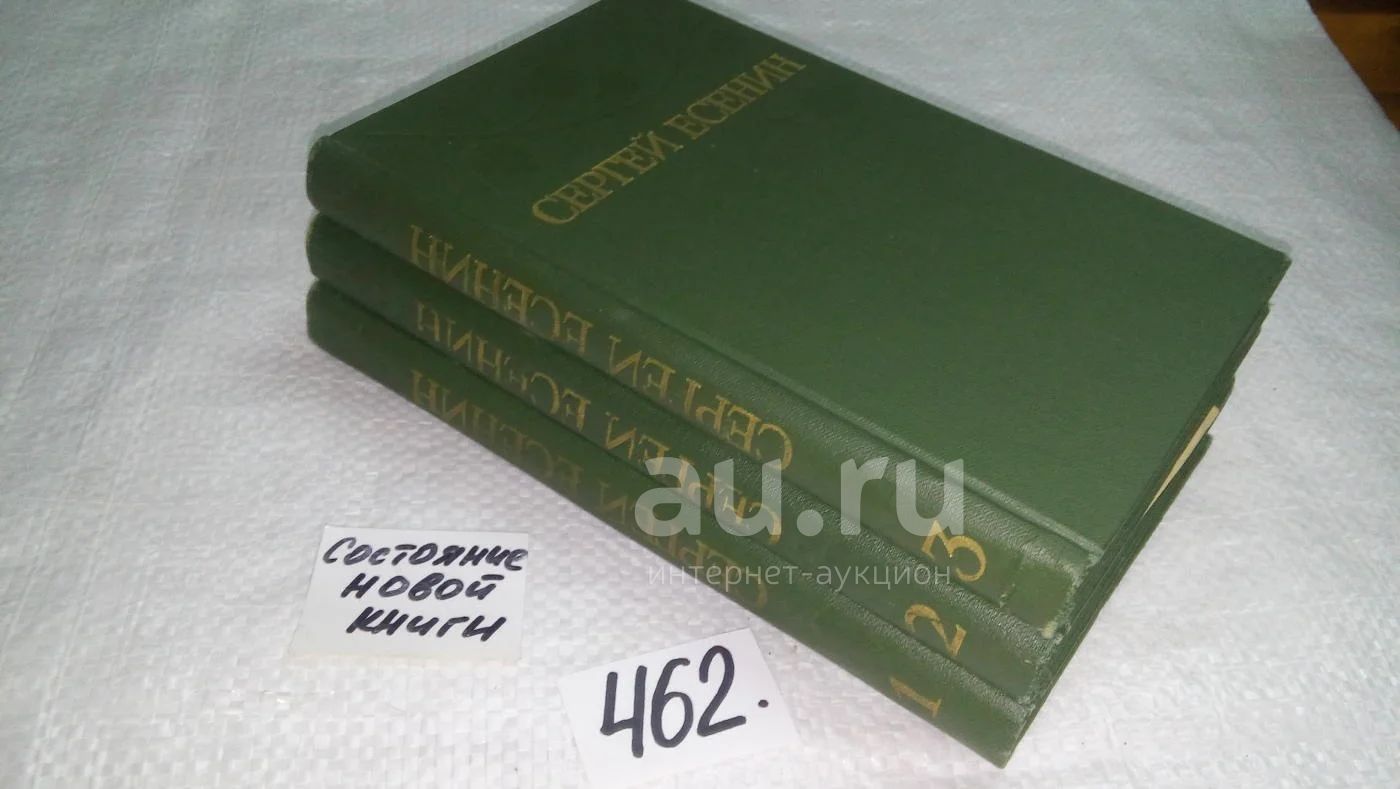 СЕРГЕЙ ЕСЕНИН
СЕРГЕЙ ЕСЕНИН
3
СЕРГЕЙ ЕСЕНИН
2
СЕРГЕЙ ЕСЕНИН
1
au.ru
интернет-аукцион
Состояние
новой
книги
462.